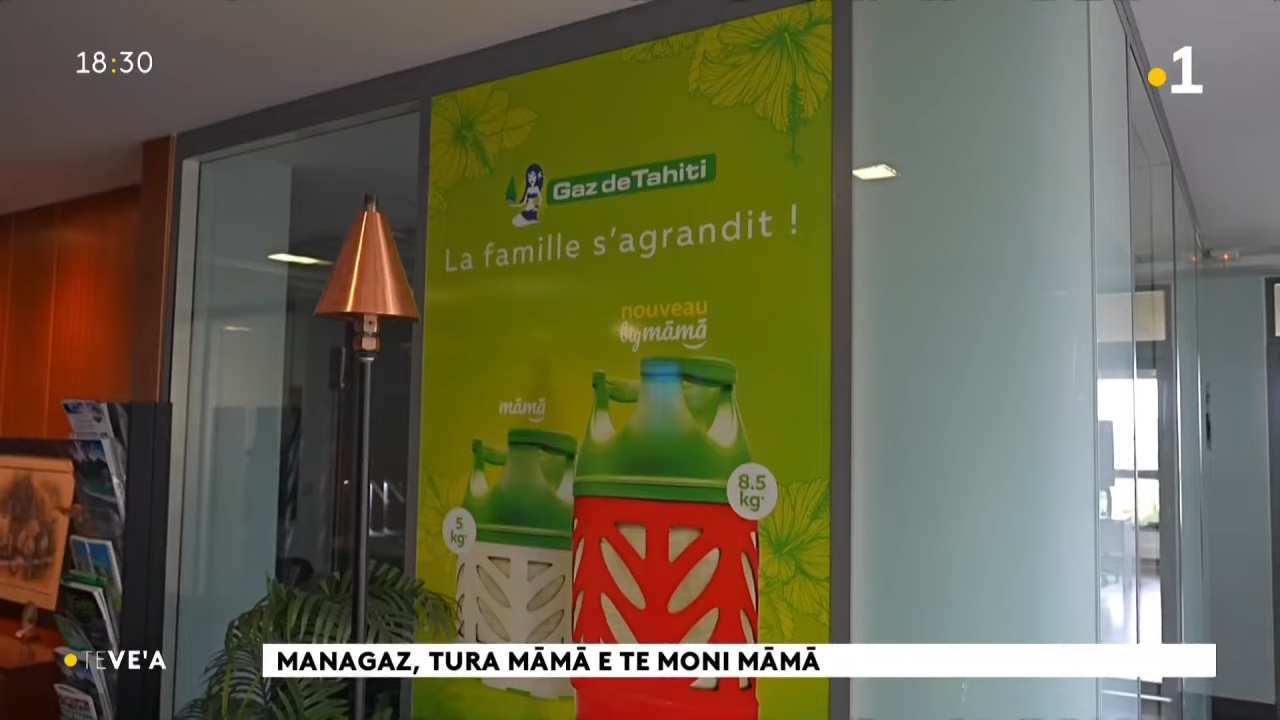 18:30
1
Gaz de Tahiti
La famille s'agrandit !
nouveau
big māmā
māmā
8.5
kg*
5
kg*
TEVE'A
MANAGAZ, TURA MĀMĀ E TE MONI MĀMĀ